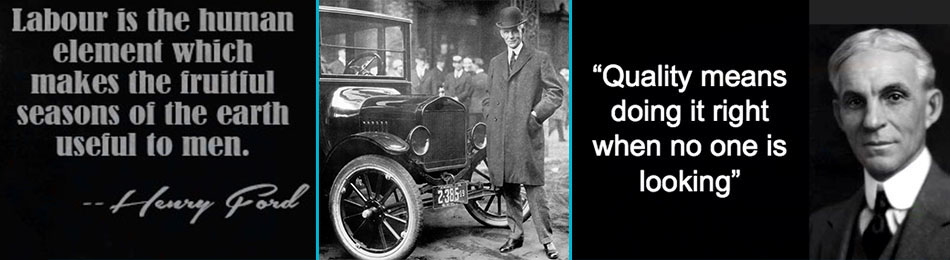 Labour is the human
element which
makes the fruitful
seasons of the earth
useful to men.
-- Henry Ford
“Quality means
doing it right
when no one is
looking”